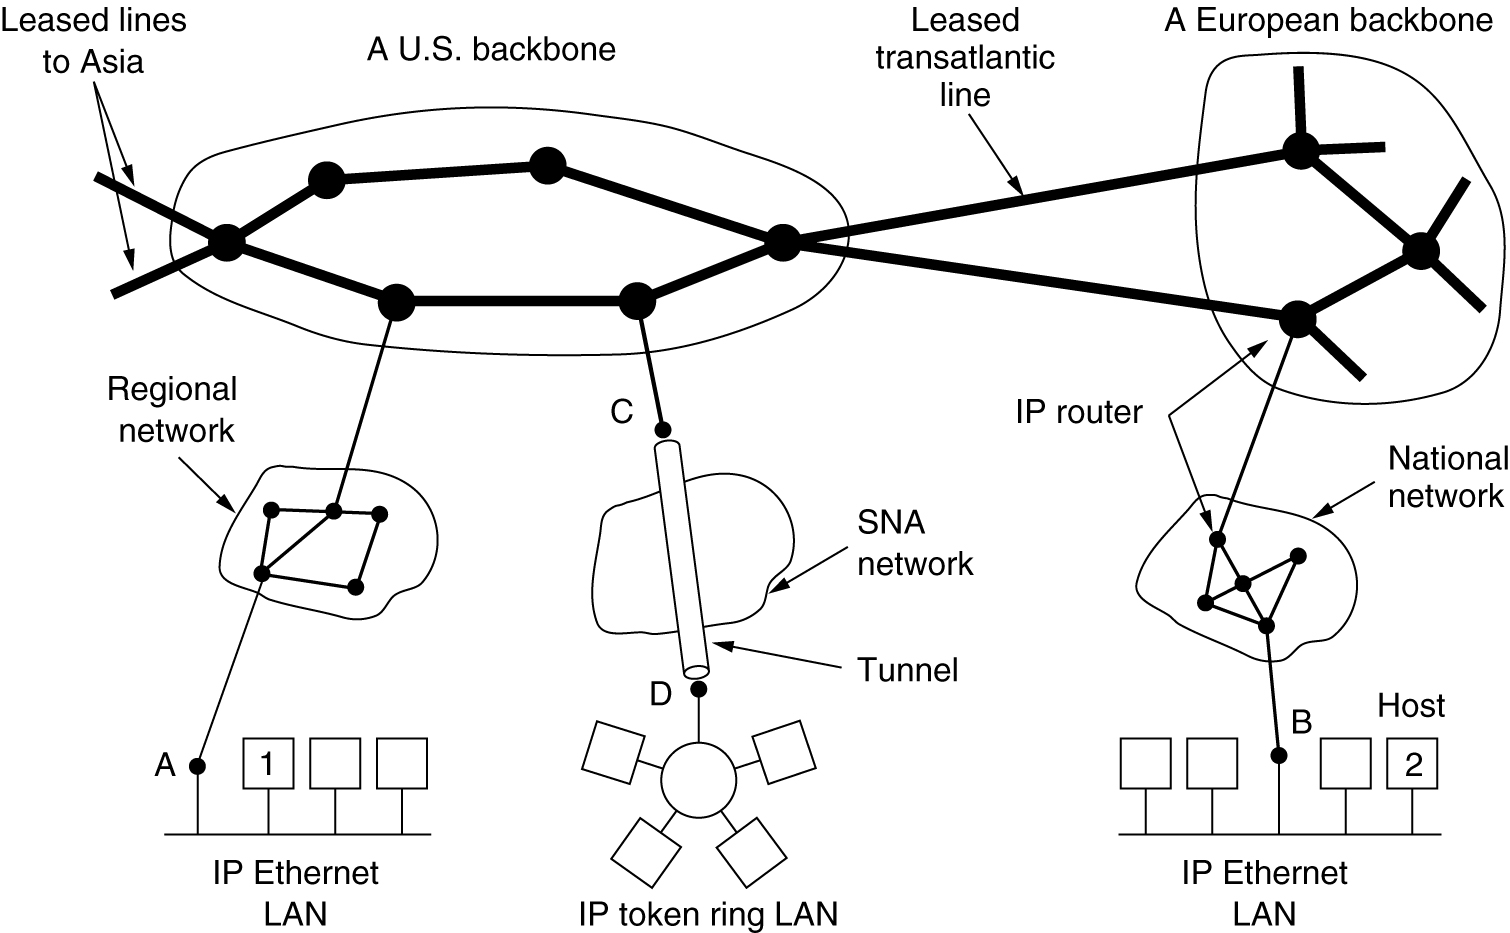 Leased lines
to Asia
A U.S. backbone
Leased
transatlantic
line
A European backbone
Regional
network
C
IP router
National
network
SNA
network
Tunnel
D
A
1
B
Host
2
IP Ethernet
LAN
IP token ring LAN
IP Ethernet
LAN